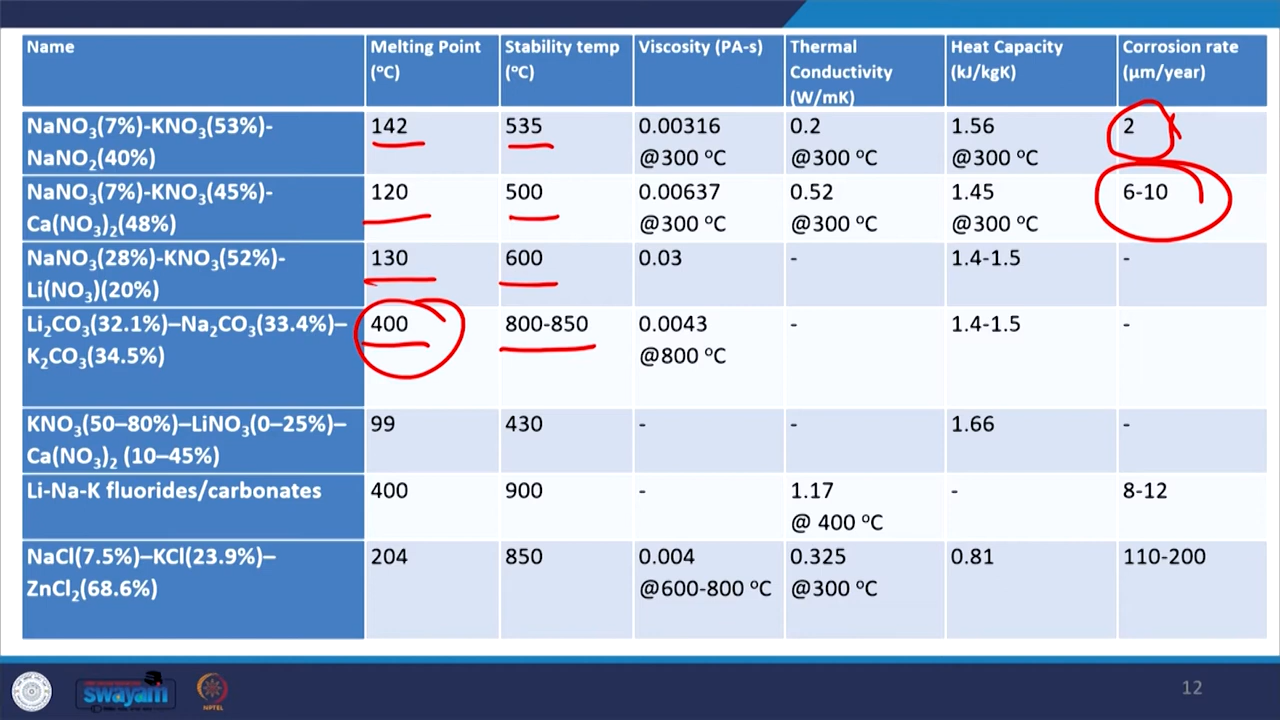 Name Melting Point Stability temp Viscosity (PA-s) Thermal Heat Capacity Corrosion rate
(°C) (°C) Conductivity (kJ/kgK) (µm/year)
(W/mK)
NaNO₃(7%)-KNO₃(53%)- 142 535 0.00316 0.2 1.56 2
NaNO₂(40%) @300 °C @300 °C @300 °C
NaNO₃(7%)-KNO₃(45%)- 120 500 0.00637 0.52 1.45 6-10
Ca(NO₃)₂(48%) @300 °C @300 °C @300 °C
NaNO₃(28%)-KNO₃(52%)- 130 600 0.03 - 1.4-1.5 -
Li(NO₃)(20%)
Li₂CO₃(32.1%)–Na₂CO₃(33.4%)– 400 800-850 0.0043 - 1.4-1.5 -
K₂CO₃(34.5%) @800 °C
KNO₃(50–80%)–LiNO₃(0–25%)– 99 430 - - 1.66 -
Ca(NO₃)₂ (10–45%)
Li-Na-K fluorides/carbonates 400 900 - 1.17 - 8-12
@ 400 °C
NaCl(7.5%)–KCl(23.9%)– 204 850 0.004 0.325 0.81 110-200
ZnCl₂(68.6%) @600-800 °C @300 °C
swayam NPTEL 12